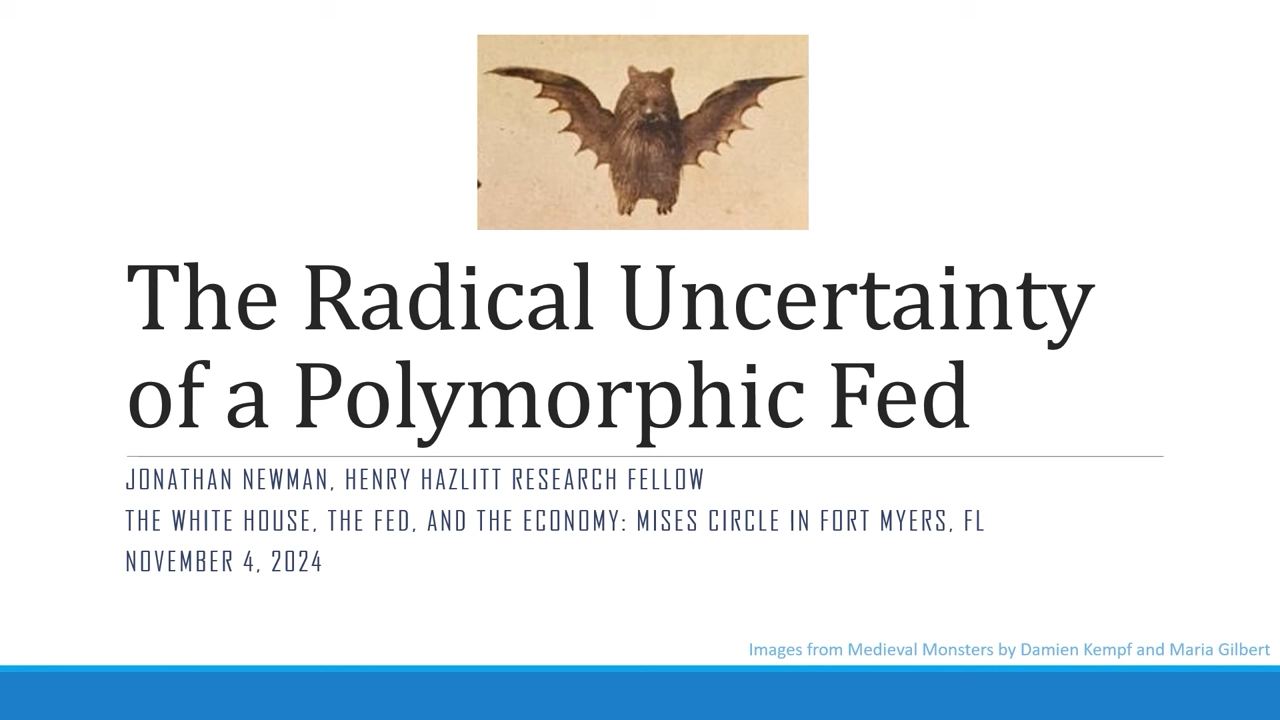 The Radical Uncertainty
of a Polymorphic Fed
JONATHAN NEWMAN, HENRY HAZLITT RESEARCH FELLOW
THE WHITE HOUSE, THE FED, AND THE ECONOMY: MISES CIRCLE IN FORT MYERS, FL
NOVEMBER 4, 2024
Images from Medieval Monsters by Damien Kempf and Maria Gilbert